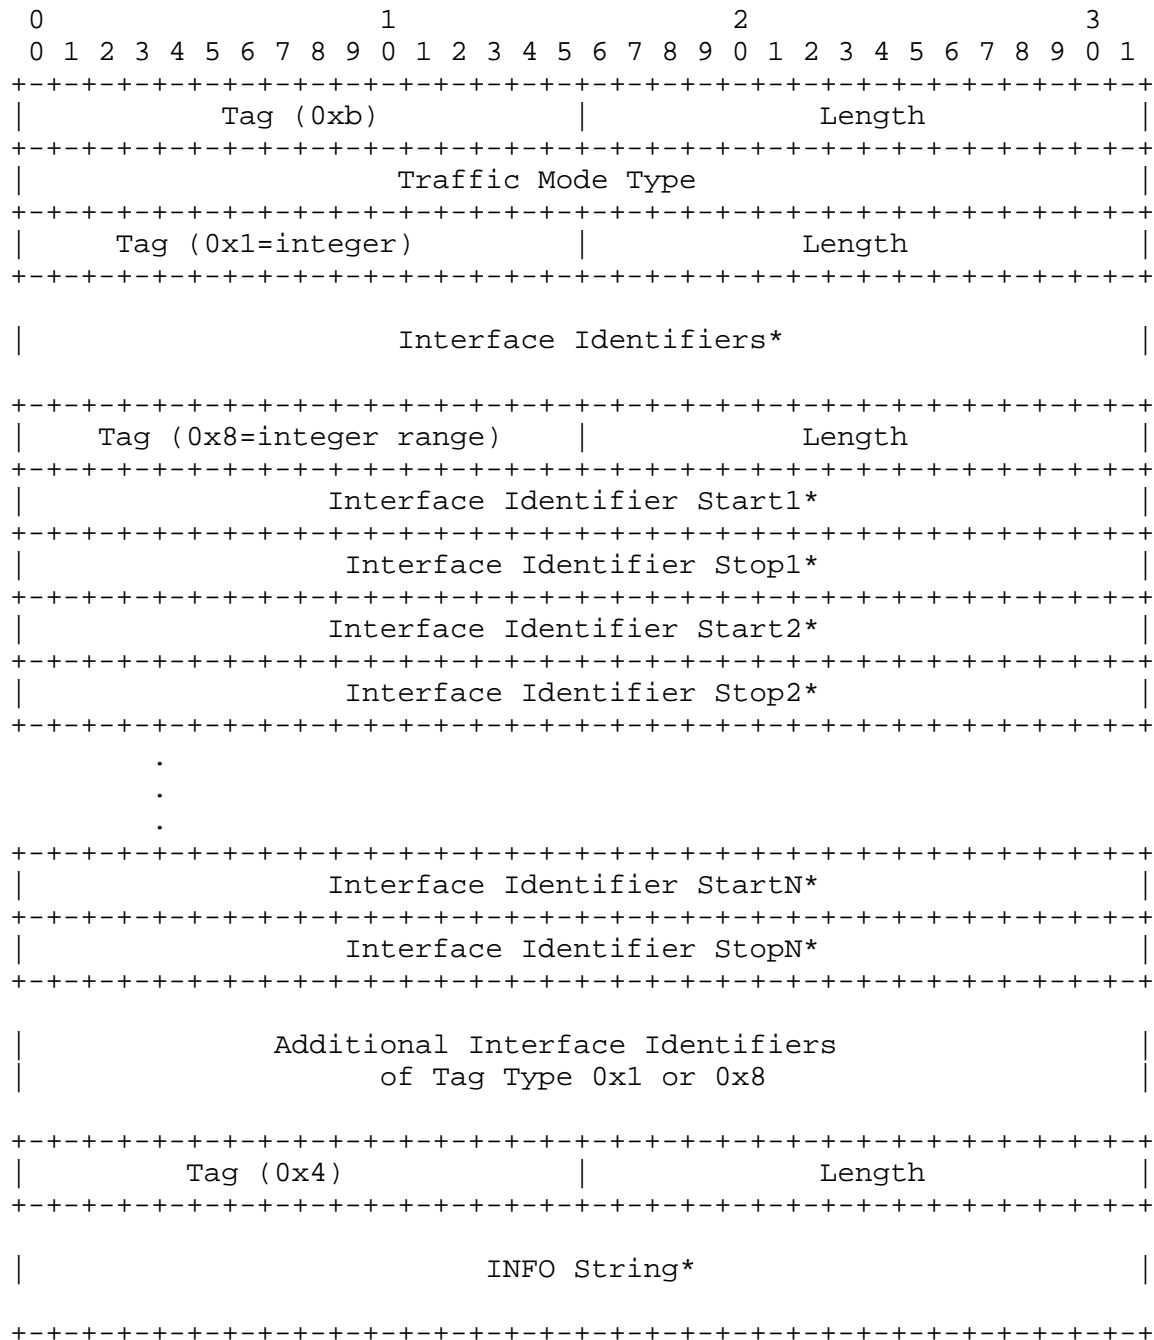 0                   1                   2                   3
 0 1 2 3 4 5 6 7 8 9 0 1 2 3 4 5 6 7 8 9 0 1 2 3 4 5 6 7 8 9 0 1
+-+-+-+-+-+-+-+-+-+-+-+-+-+-+-+-+-+-+-+-+-+-+-+-+-+-+-+-+-+-+-+-+
|           Tag (0xb)           |             Length            |
+-+-+-+-+-+-+-+-+-+-+-+-+-+-+-+-+-+-+-+-+-+-+-+-+-+-+-+-+-+-+-+-+
|                     Traffic Mode Type                         |
+-+-+-+-+-+-+-+-+-+-+-+-+-+-+-+-+-+-+-+-+-+-+-+-+-+-+-+-+-+-+-+-+
|     Tag (0x1=integer)         |            Length             |
+-+-+-+-+-+-+-+-+-+-+-+-+-+-+-+-+-+-+-+-+-+-+-+-+-+-+-+-+-+-+-+-+
|                     Interface Identifiers*                    |
+-+-+-+-+-+-+-+-+-+-+-+-+-+-+-+-+-+-+-+-+-+-+-+-+-+-+-+-+-+-+-+-+
|    Tag (0x8=integer range)    |            Length             |
+-+-+-+-+-+-+-+-+-+-+-+-+-+-+-+-+-+-+-+-+-+-+-+-+-+-+-+-+-+-+-+-+
|                 Interface Identifier Start1*                  |
+-+-+-+-+-+-+-+-+-+-+-+-+-+-+-+-+-+-+-+-+-+-+-+-+-+-+-+-+-+-+-+-+
|                  Interface Identifier Stop1*                  |
+-+-+-+-+-+-+-+-+-+-+-+-+-+-+-+-+-+-+-+-+-+-+-+-+-+-+-+-+-+-+-+-+
|                 Interface Identifier Start2*                  |
+-+-+-+-+-+-+-+-+-+-+-+-+-+-+-+-+-+-+-+-+-+-+-+-+-+-+-+-+-+-+-+-+
|                  Interface Identifier Stop2*                  |
+-+-+-+-+-+-+-+-+-+-+-+-+-+-+-+-+-+-+-+-+-+-+-+-+-+-+-+-+-+-+-+-+
        .
        .
        .
+-+-+-+-+-+-+-+-+-+-+-+-+-+-+-+-+-+-+-+-+-+-+-+-+-+-+-+-+-+-+-+-+
|                 Interface Identifier StartN*                  |
+-+-+-+-+-+-+-+-+-+-+-+-+-+-+-+-+-+-+-+-+-+-+-+-+-+-+-+-+-+-+-+-+
|                  Interface Identifier StopN*                  |
+-+-+-+-+-+-+-+-+-+-+-+-+-+-+-+-+-+-+-+-+-+-+-+-+-+-+-+-+-+-+-+-+
|              Additional Interface Identifiers                 |
|                    of Tag Type 0x1 or 0x8                     |
+-+-+-+-+-+-+-+-+-+-+-+-+-+-+-+-+-+-+-+-+-+-+-+-+-+-+-+-+-+-+-+-+
|         Tag (0x4)             |             Length            |
+-+-+-+-+-+-+-+-+-+-+-+-+-+-+-+-+-+-+-+-+-+-+-+-+-+-+-+-+-+-+-+-+
|                          INFO String*                         |
+-+-+-+-+-+-+-+-+-+-+-+-+-+-+-+-+-+-+-+-+-+-+-+-+-+-+-+-+-+-+-+-+